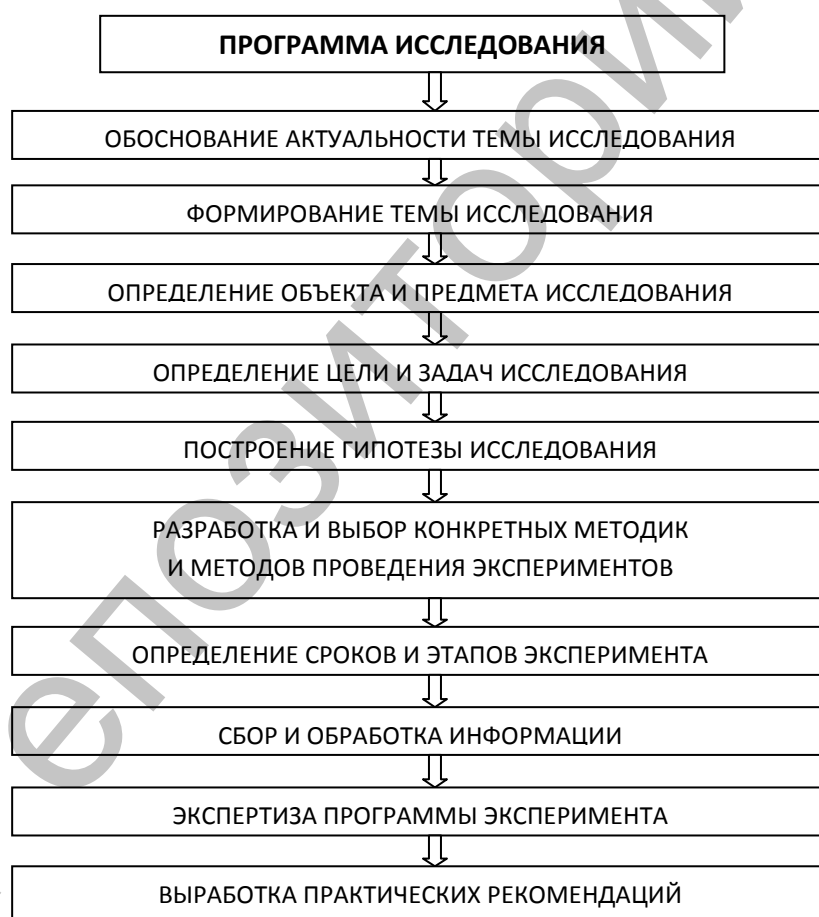 ПРОГРАММА ИССЛЕДОВАНИЯ
ОБОСНОВАНИЕ АКТУАЛЬНОСТИ ТЕМЫ ИССЛЕДОВАНИЯ
ФОРМИРОВАНИЕ ТЕМЫ ИССЛЕДОВАНИЯ
ОПРЕДЕЛЕНИЕ ОБЪЕКТА И ПРЕДМЕТА ИССЛЕДОВАНИЯ
ОПРЕДЕЛЕНИЕ ЦЕЛИ И ЗАДАЧ ИССЛЕДОВАНИЯ
ПОСТРОЕНИЕ ГИПОТЕЗЫ ИССЛЕДОВАНИЯ
РАЗРАБОТКА И ВЫБОР КОНКРЕТНЫХ МЕТОДИК
И МЕТОДОВ ПРОВЕДЕНИЯ ЭКСПЕРИМЕНТОВ
ОПРЕДЕЛЕНИЕ СРОКОВ И ЭТАПОВ ЭКСПЕРИМЕНТА
СБОР И ОБРАБОТКА ИНФОРМАЦИИ
ЭКСПЕРТИЗА ПРОГРАММЫ ЭКСПЕРИМЕНТА
ВЫРАБОТКА ПРАКТИЧЕСКИХ РЕКОМЕНДАЦИЙ
епозитори